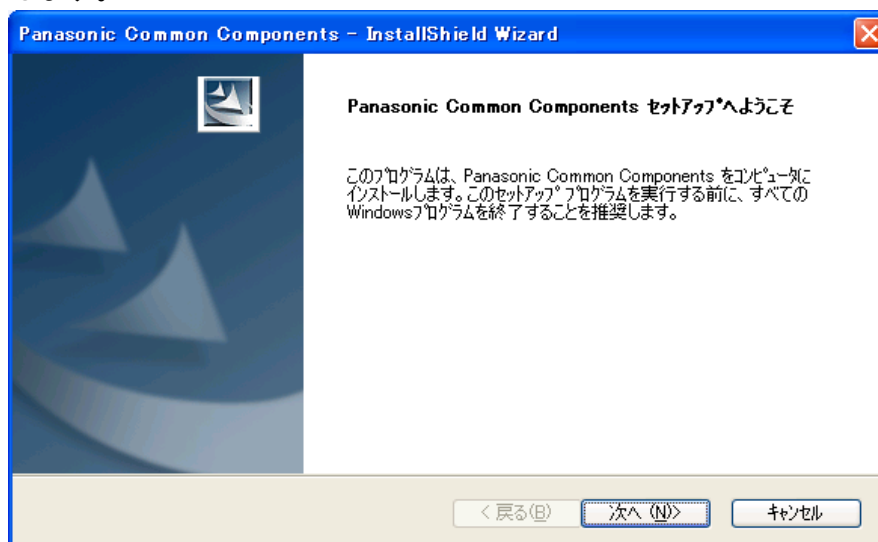 Panasonic Common Components - InstallShield Wizard
Panasonic Common Components ｾｯﾄｱｯﾌﾟへようこそ
このﾌﾟﾛｸﾞﾗﾑは、Panasonic Common Components をｺﾝﾋﾟｭｰﾀに
ｲﾝｽﾄｰﾙします。このｾｯﾄｱｯﾌﾟ ﾌﾟﾛｸﾞﾗﾑを実行する前に、すべての
Windowsﾌﾟﾛｸﾞﾗﾑを終了することを推奨します。
< 戻る(B)
次へ (N)>
ｷｬﾝｾﾙ